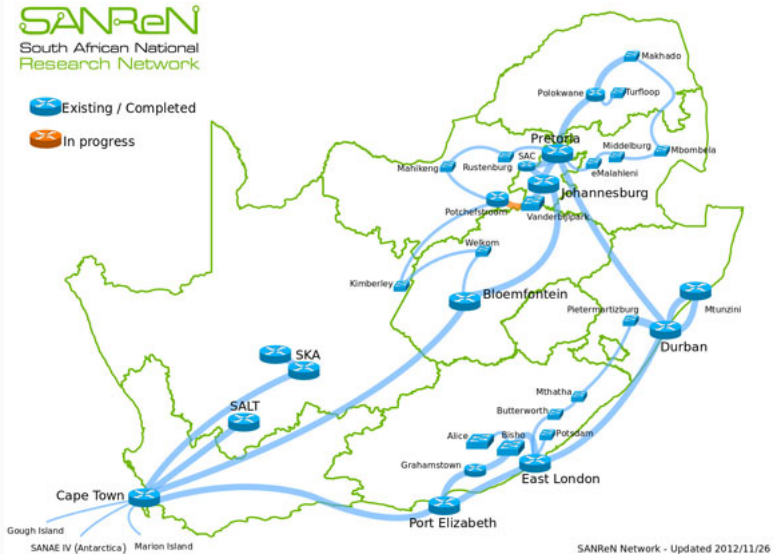 SANReN
South African National
Research Network
Existing / Completed
In progress
Makhado
Polokwane
Turfloop
Pretoria
Middelburg
Mbombela
SAC
Rustenburg
eMalahleni
Mahikeng
Johannesburg
Potchefstroom
Vanderbijlpark
Welkom
Kimberley
Bloemfontein
Pietermartizburg
Mtunzini
Durban
SKA
Mthatha
SALT
Butterworth
Alice
Bisho
Potsdam
Grahamstown
East London
Cape Town
Port Elizabeth
Gough Island
SANAE IV (Antarctica)
Marion Island
SANReN Network - Updated 2012/11/26